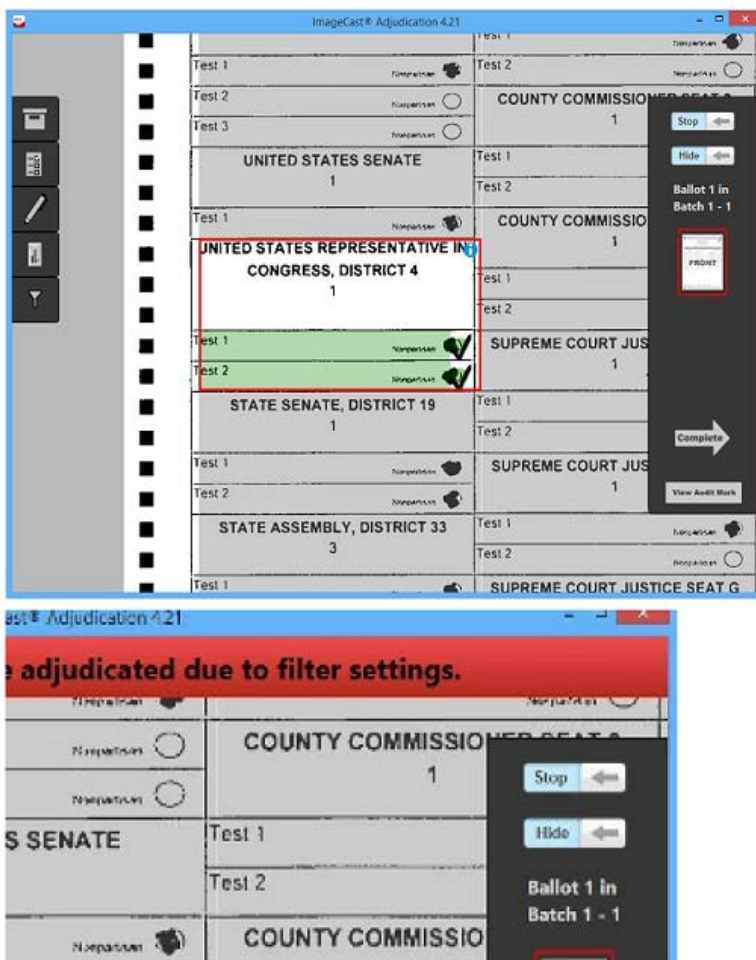 ImageCast® Adjudication 4.21
Test 1
Nonpartisan
Test 1
Nonpartisan
Test 2
Nonpartisan
Test 3
Nonpartisan
UNITED STATES SENATE
1
Test 1
Nonpartisan
UNITED STATES REPRESENTATIVE IN
CONGRESS, DISTRICT 4
1
Test 1
Nonpartisan
Test 2
Nonpartisan
STATE SENATE, DISTRICT 19
1
Test 1
Nonpartisan
Test 2
Nonpartisan
STATE ASSEMBLY, DISTRICT 33
3
Test 1
Test 2
Nonpartisan
COUNTY COMMISSIONER SEAT
1
Test 1
Test 2
COUNTY COMMISSIO
1
Test 1
Test 2
SUPREME COURT JUS
1
Test 1
Test 2
SUPREME COURT JUS
1
Test 1
Nonpartisan
Test 2
Nonpartisan
SUPREME COURT JUSTICE SEAT G
Stop
Hide
Ballot 1 in
Batch 1 - 1
FRONT
Complete
View Audit Mark
ast® Adjudication 4.21
e adjudicated due to filter settings.
Nonpartisan
Nonpartisan
Nonpartisan
Nonpartisan
S SENATE
Nonpartisan
COUNTY COMMISSIONER SEAT
1
Test 1
Test 2
COUNTY COMMISSIO
Stop
Hide
Ballot 1 in
Batch 1 - 1